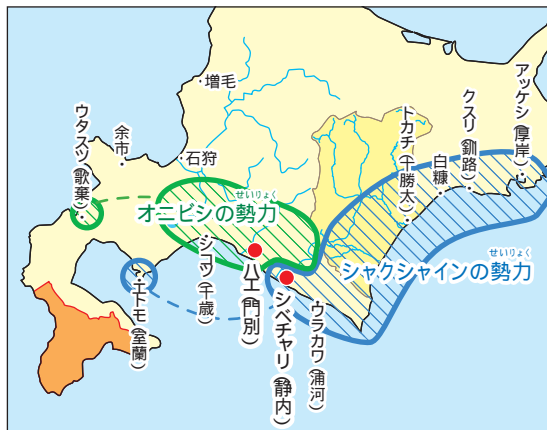 増毛
ウタスツ(歌棄)
余市
石狩
せいりょく
オニビシの勢力
シコツ(千歳)
エトモ(室蘭)
ハエ(門別)
シベチャリ(静内)
ウラカワ(浦河)
せいりょく
シャクシャインの勢力
トカチ(十勝太)
白糠
クスリ(釧路)
アッケシ(厚岸)